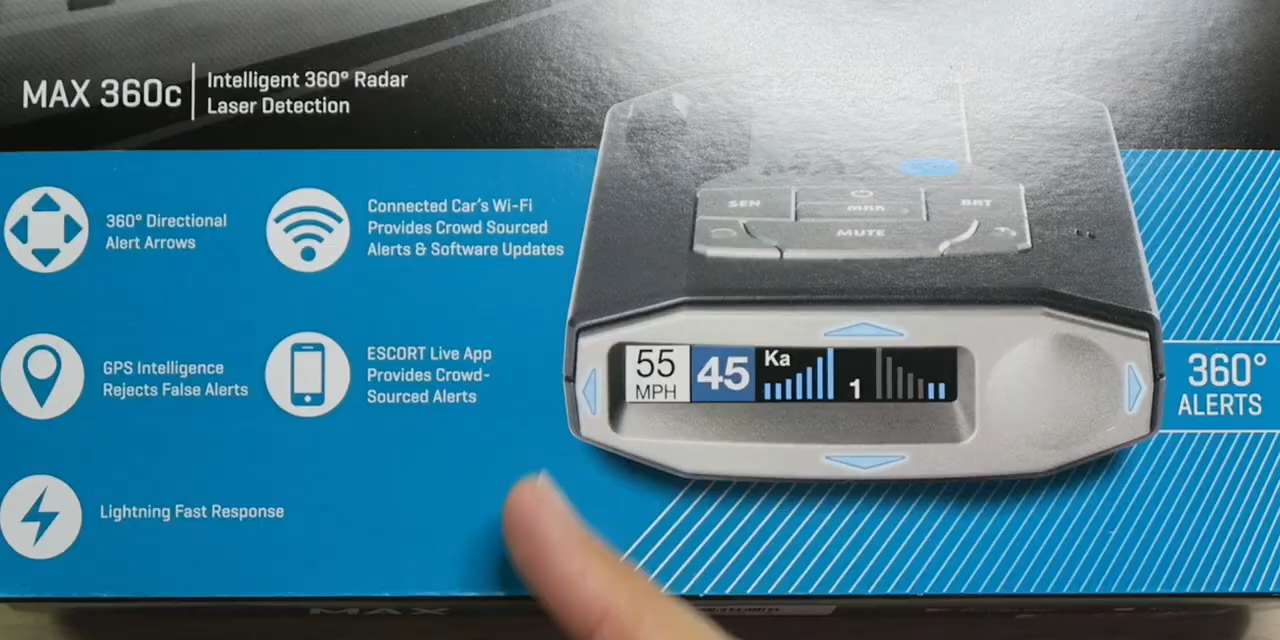 MAX 360c
Intelligent 360° Radar
Laser Detection
360° Directional
Alert Arrows
Connected Car's Wi-Fi
Provides Crowd Sourced
Alerts & Software Updates
GPS Intelligence
Rejects False Alerts
ESCORT Live App
Provides Crowd-
Sourced Alerts
Lightning Fast Response
SEN
MRK
BRT
MUTE
55
MPH
45
Ka
1
360°
ALERTS
MAX